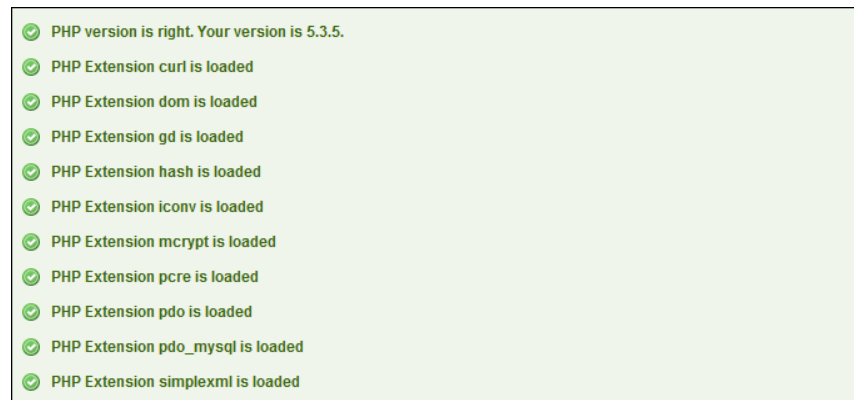 PHP version is right. Your version is 5.3.5.
PHP Extension curl is loaded
PHP Extension dom is loaded
PHP Extension gd is loaded
PHP Extension hash is loaded
PHP Extension iconv is loaded
PHP Extension mcrypt is loaded
PHP Extension pcre is loaded
PHP Extension pdo is loaded
PHP Extension pdo_mysql is loaded
PHP Extension simplexml is loaded